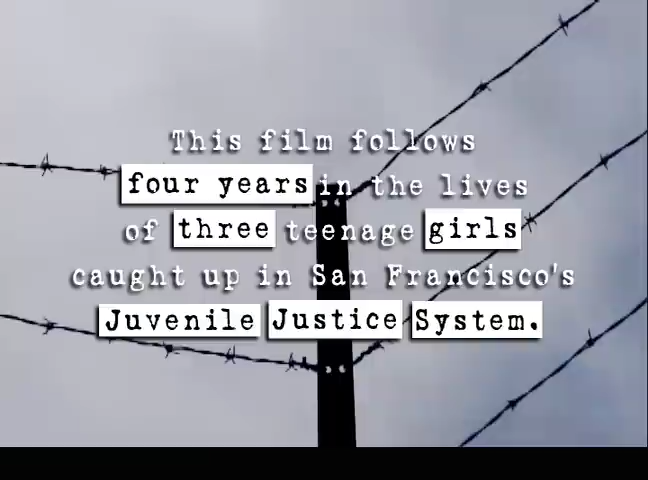 This film follows
four years in the lives
of three teenage girls
caught up in San Francisco's
Juvenile Justice System.